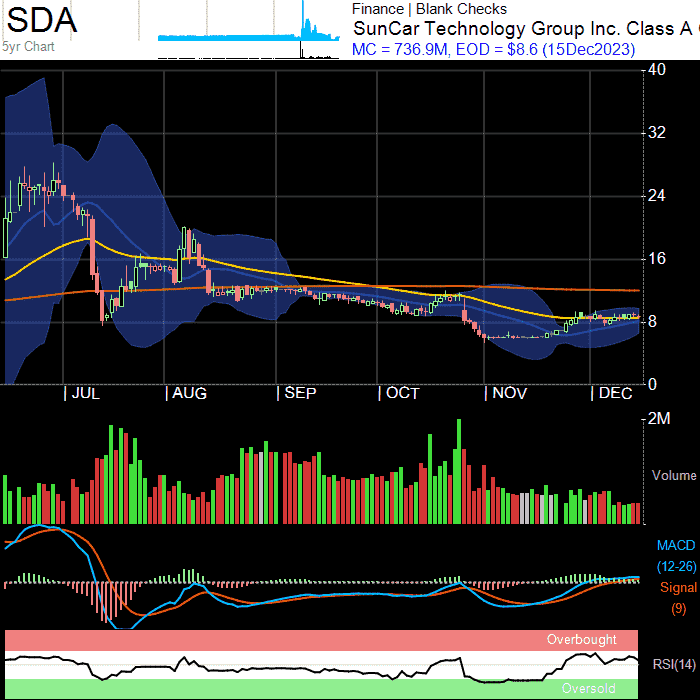 SDA
5yr Chart
Finance | Blank Checks
SunCar Technology Group Inc. Class A
MC = 736.9M, EOD = $8.6 (15Dec2023)
40
32
24
16
8
0
| JUL | AUG | SEP | OCT | NOV | DEC
2M
Volume
MACD
(12-26)
Signal
(9)
Overbought
RSI(14)
Oversold